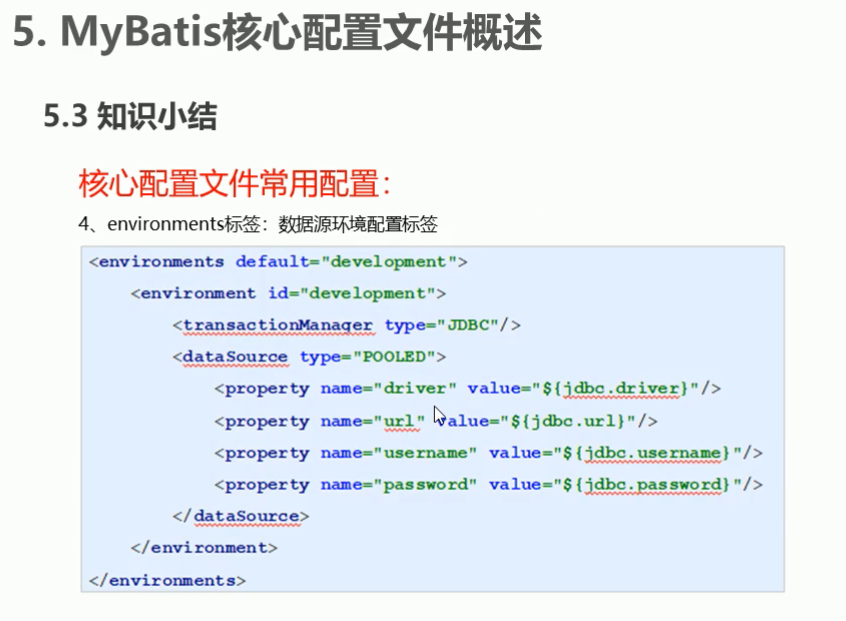 5. MyBatis核心配置文件概述
5.3 知识小结
核心配置文件常用配置：
4、environments标签：数据源环境配置标签
<environments default="development">
<environment id="development">
<transactionManager type="JDBC"/>
<dataSource type="POOLED">
<property name="driver" value="${jdbc.driver}"/>
<property name="url" value="${jdbc.url}"/>
<property name="username" value="${jdbc.username}"/>
<property name="password" value="${jdbc.password}"/>
</dataSource>
</environment>
</environments>